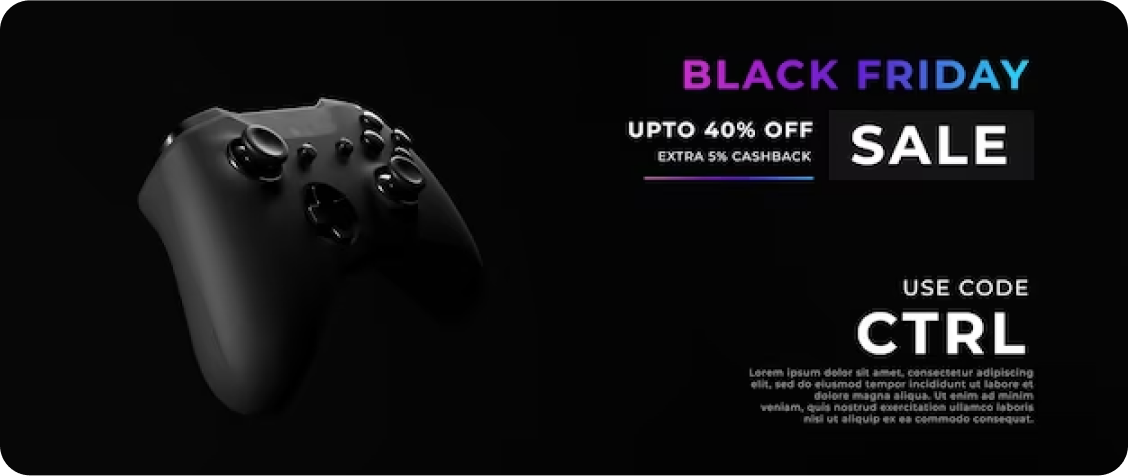 BLACK FRIDAY
UPTO 40% OFF
EXTRA 5% CASHBACK
SALE
USE CODE
CTRL
Lorem ipsum dolor sit amet, consectetur adipiscing
elit, sed do eiusmod tempor incididunt ut labore et
dolore magna aliqua. Ut enim ad minim
veniam, quis nostrud exercitation ullamco laboris
nisi ut aliquip ex ea commodo consequat.